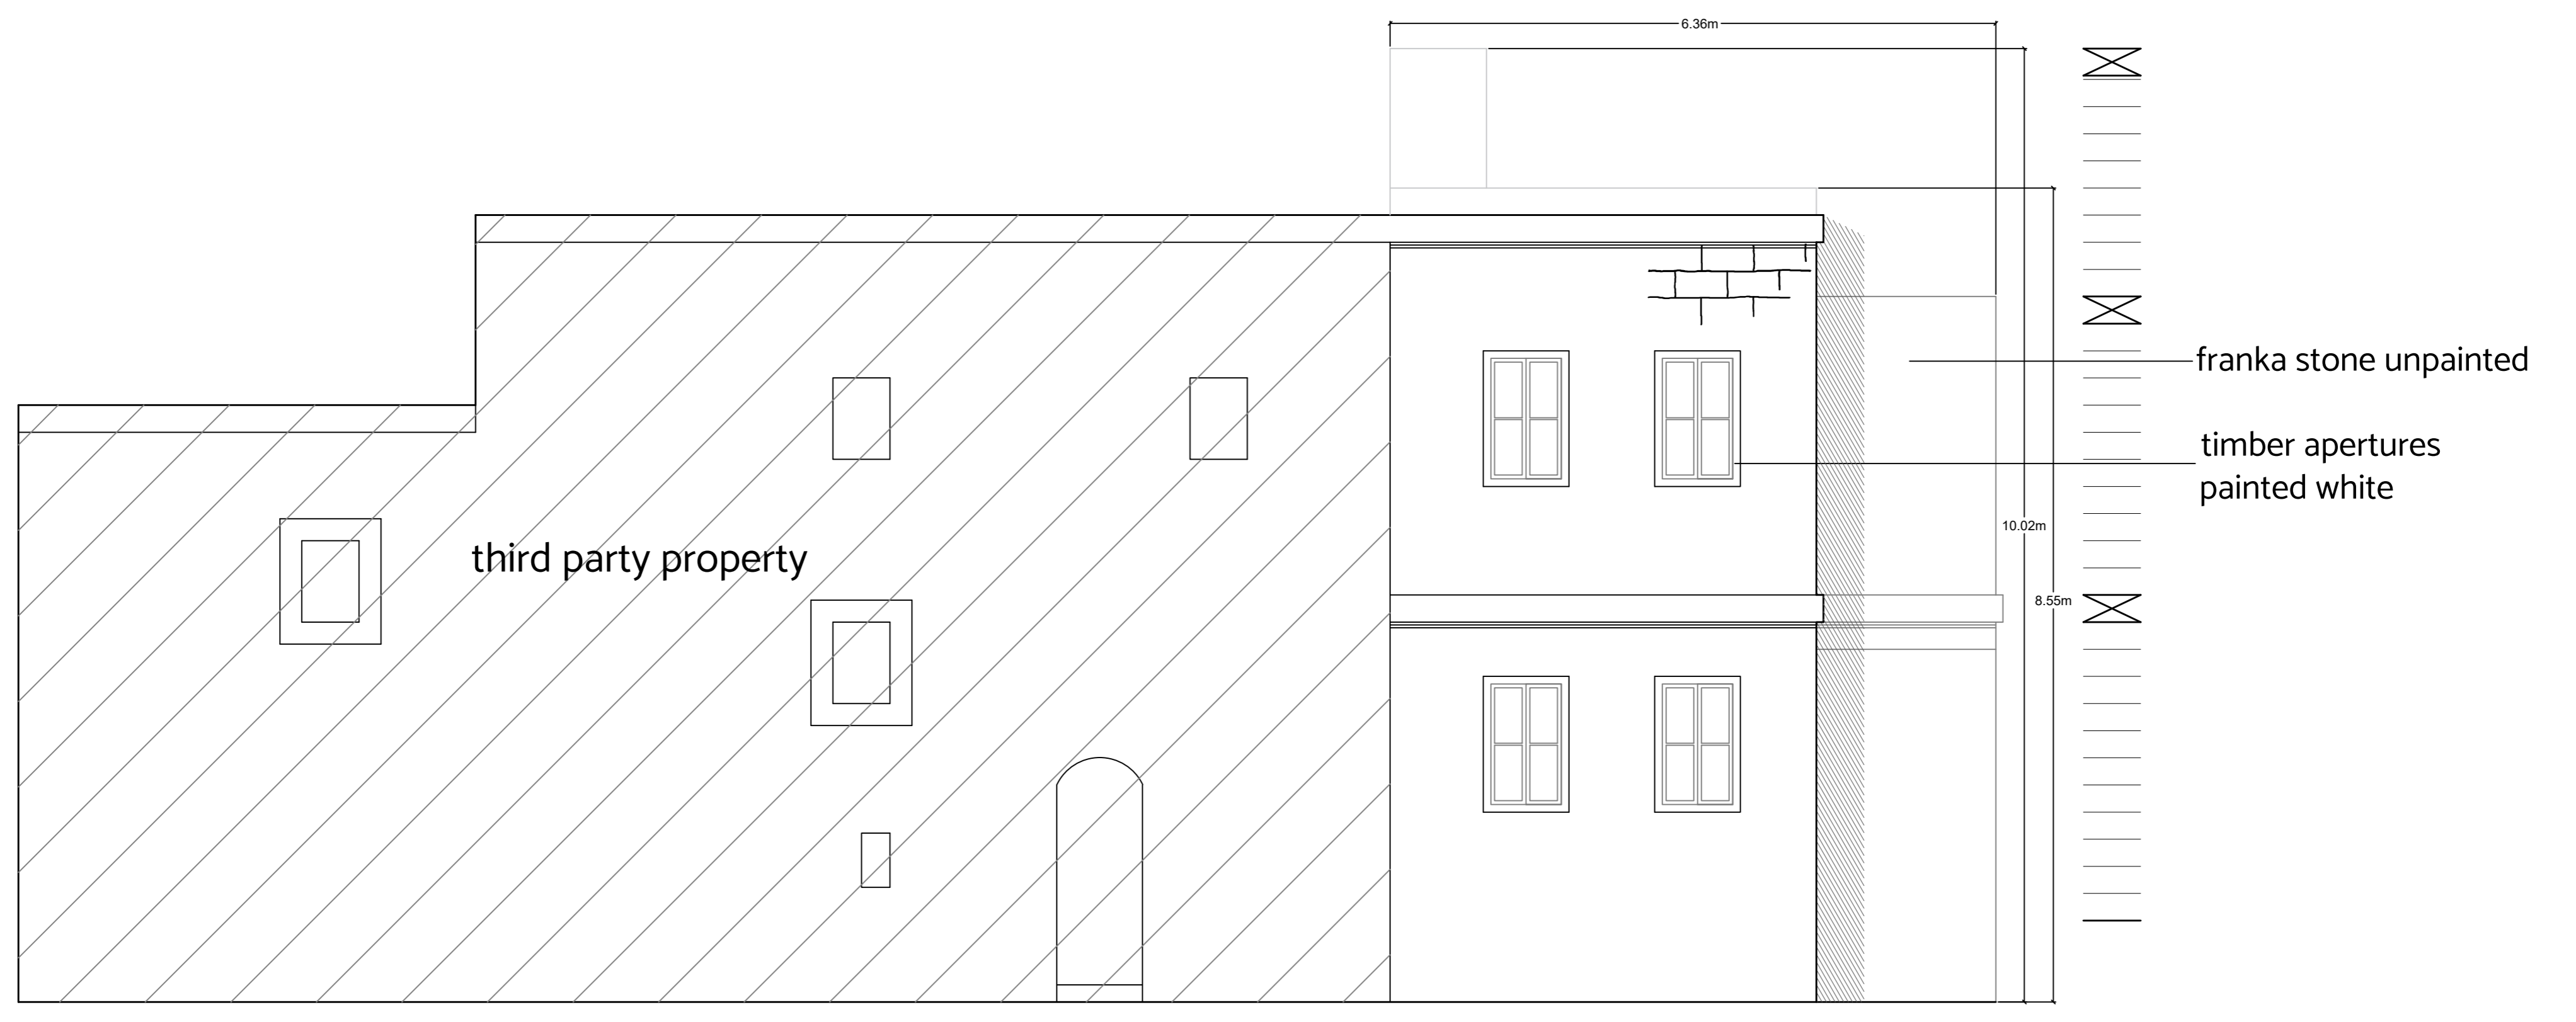 6.36m
franka stone unpainted
timber apertures
painted white
10.02m
third party property
8.55m